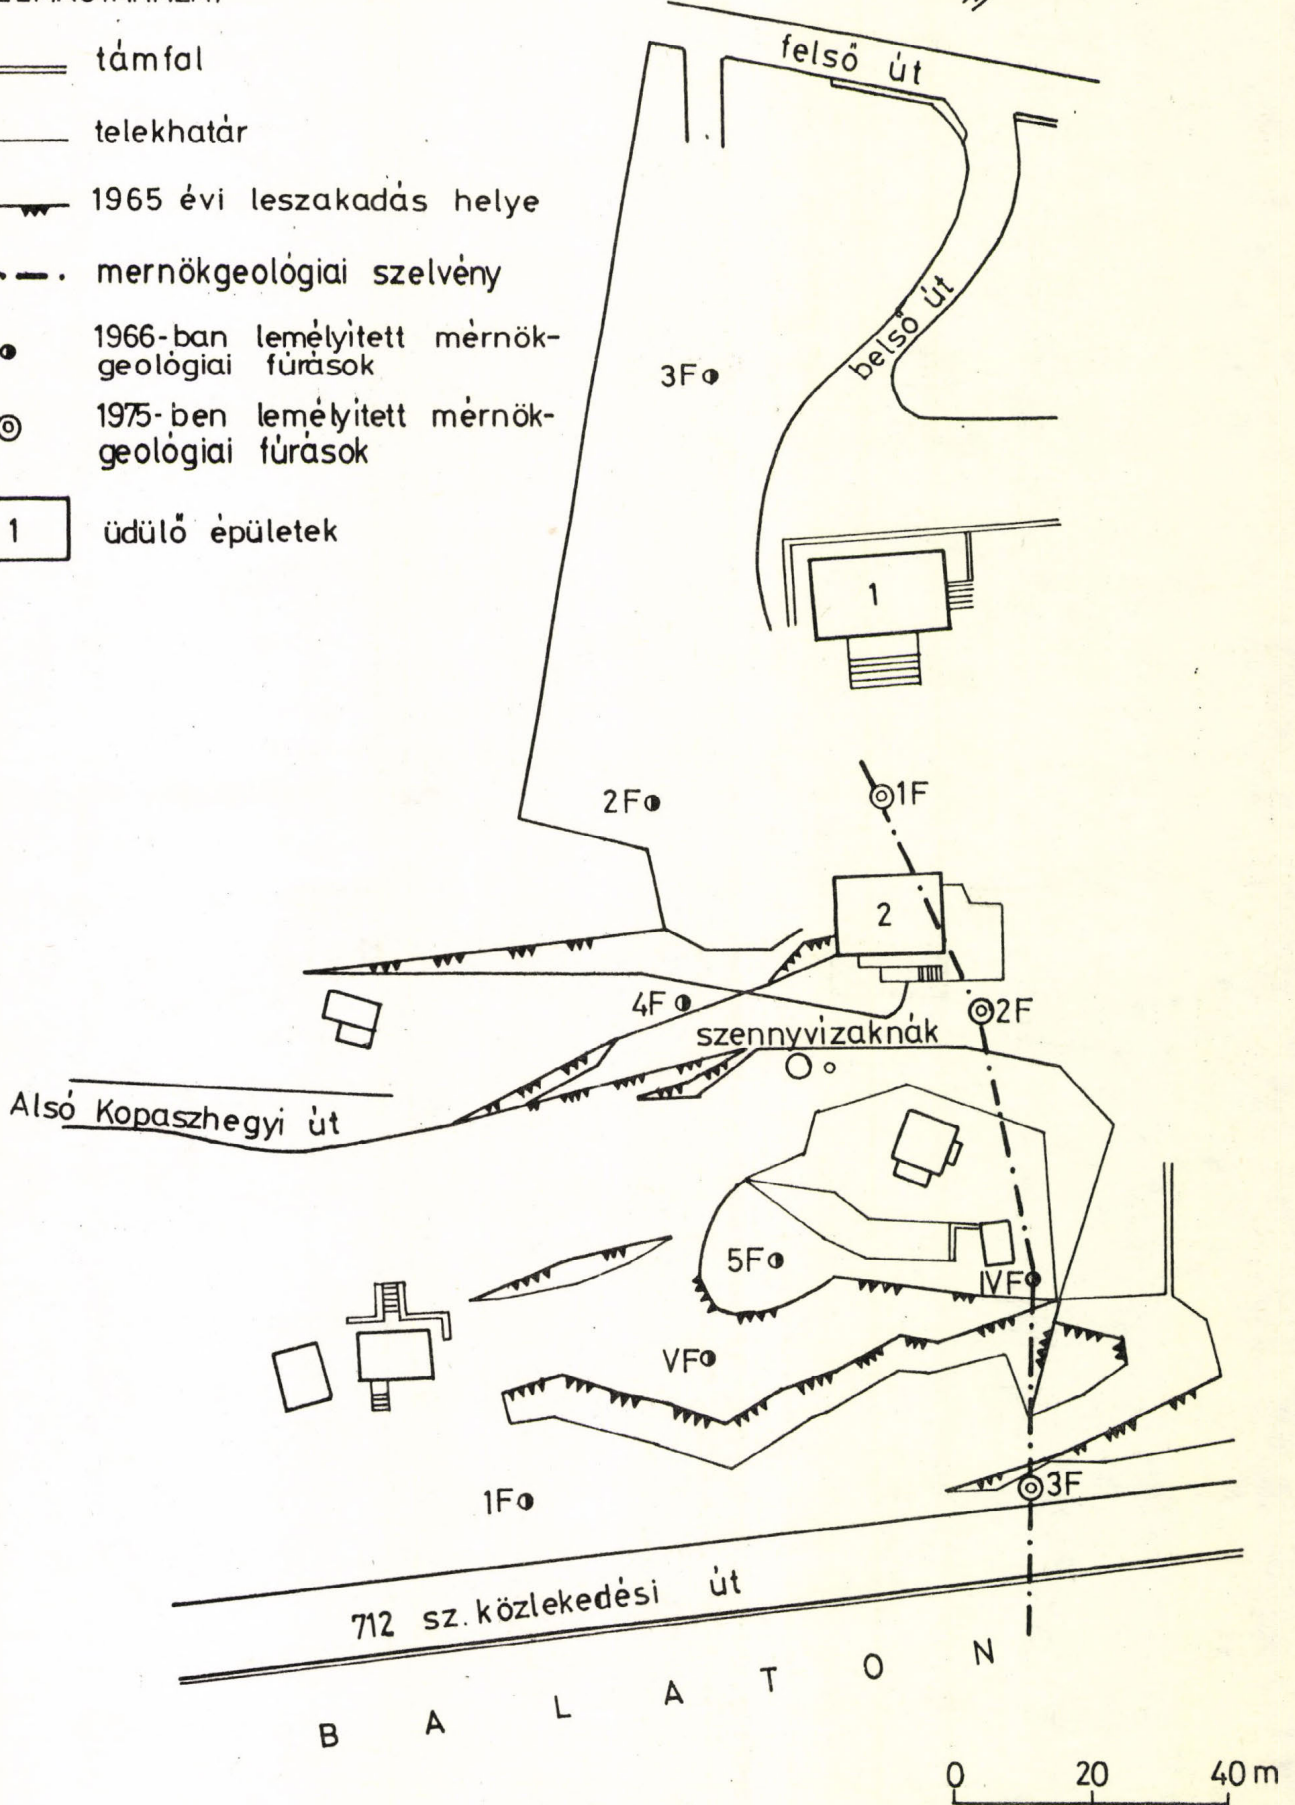 támfal
telekhatár
1965 évi leszakadás helye
mernökgeológiai szelvény
1966-ban lemélyitett mérnök-
geológiai fúrások
1975-ben lemélyitett mérnök-
geológiai fúrások
1 üdülő épületek
felső út
belső út
3F
1
2F
1F
2
4F
2F
szennyvizaknák
Alsó Kopaszhegyi út
5F
IVF
VF
1F
3F
712 sz. közlekedési út
BALATON
0 20 40 m